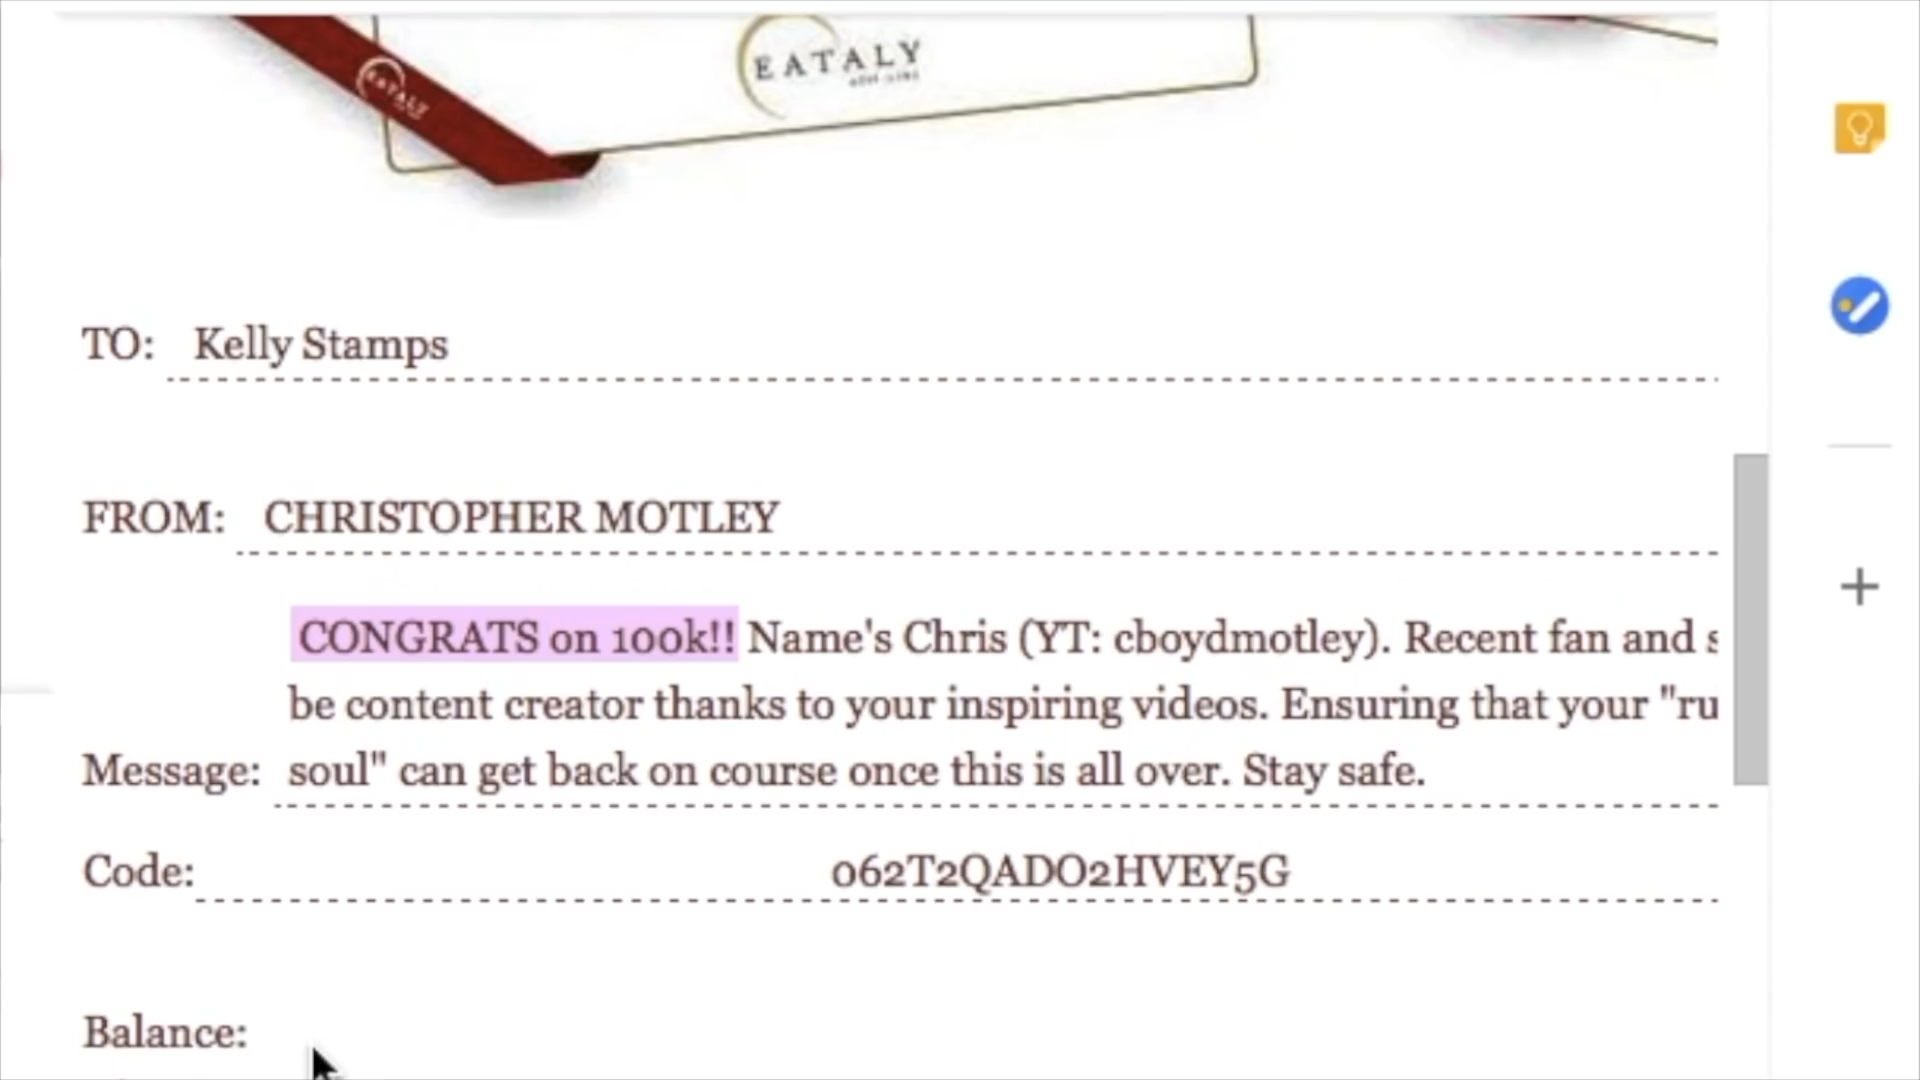 EATALY
EATALY
TO: Kelly Stamps
FROM: CHRISTOPHER MOTLEY
CONGRATS on 100k!! Name's Chris (YT: cboydmotley). Recent fan and s
be content creator thanks to your inspiring videos. Ensuring that your "ru
Message: soul" can get back on course once this is all over. Stay safe.
Code: 062T2QADO2HVEY5G
Balance: